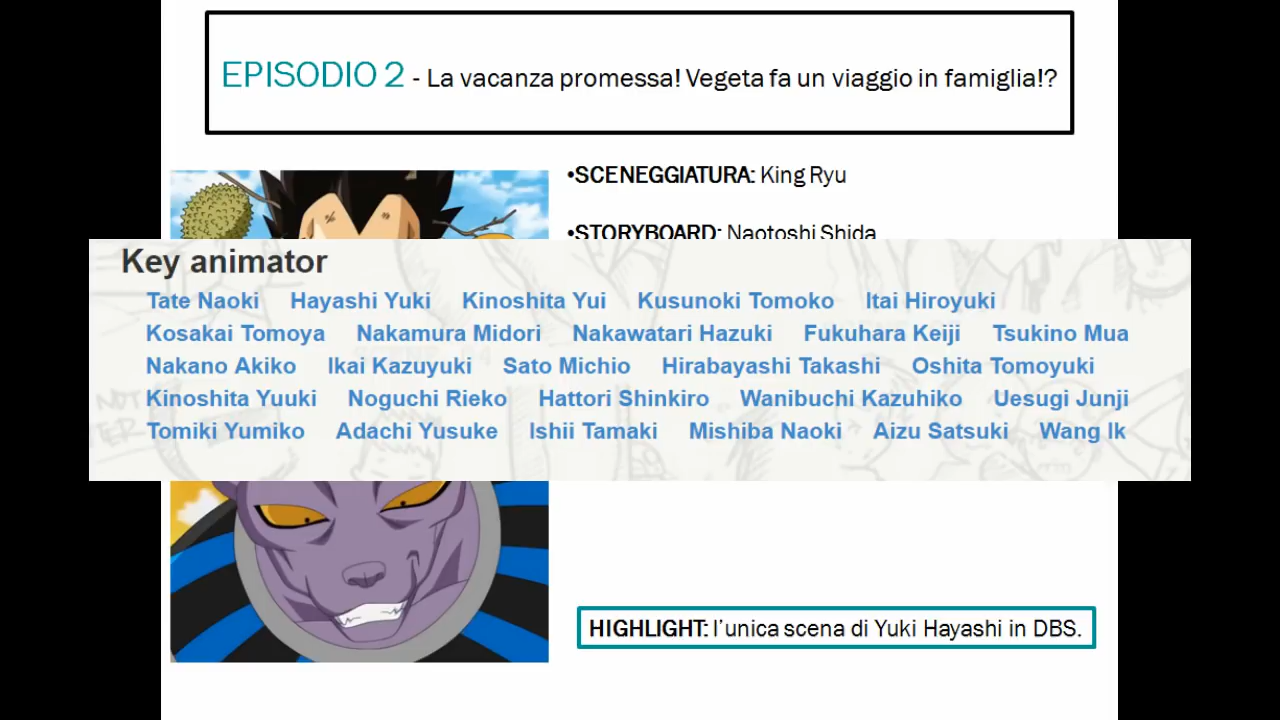 EPISODIO 2 - La vacanza promessa! Vegeta fa un viaggio in famiglia!?
•SCENEGGIATURA: King Ryu
•STORYBOARD: Naotoshi Shida
Key animator
Tate Naoki Hayashi Yuki Kinoshita Yui Kusunoki Tomoko Itai Hiroyuki
Kosakai Tomoya Nakamura Midori Nakawatari Hazuki Fukuhara Keiji Tsukino Mua
Nakano Akiko Ikai Kazuyuki Sato Michio Hirabayashi Takashi Oshita Tomoyuki
Kinoshita Yuuki Noguchi Rieko Hattori Shinkiro Wanibuchi Kazuhiko Uesugi Junji
Tomiki Yumiko Adachi Yusuke Ishii Tamaki Mishiba Naoki Aizu Satsuki Wang Ik
HIGHLIGHT: l'unica scena di Yuki Hayashi in DBS.